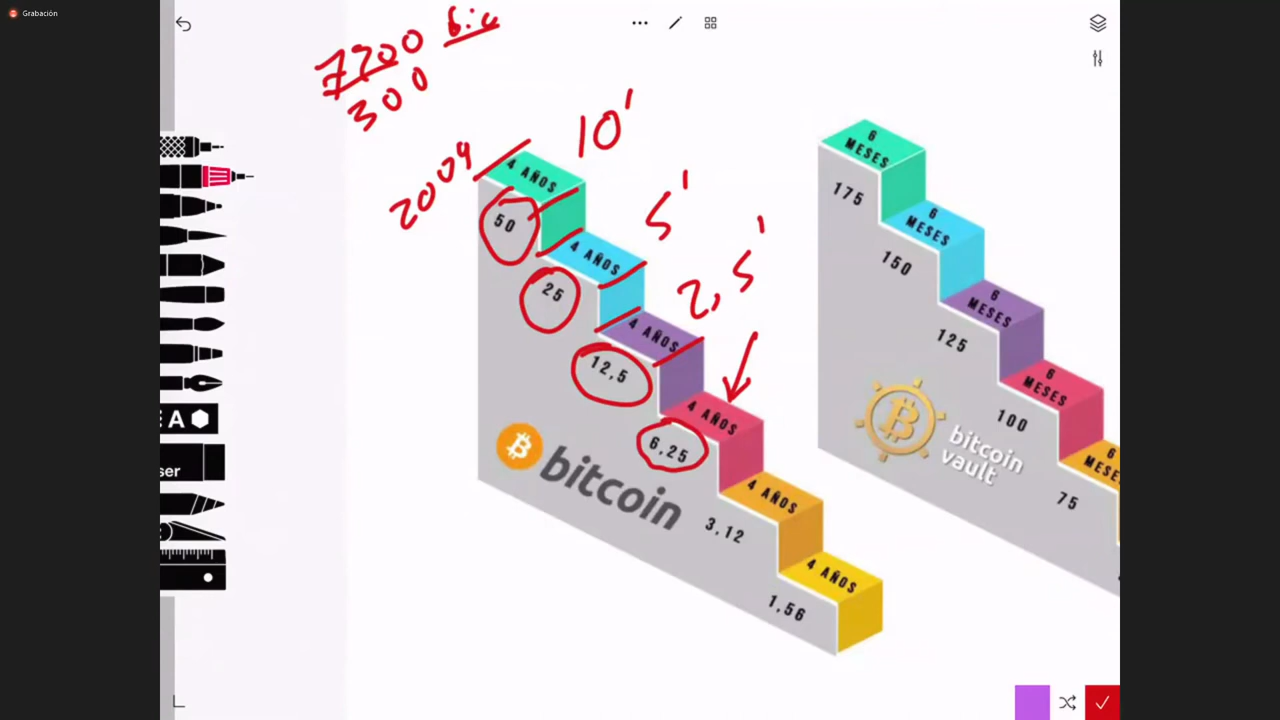 Grabación
7200
300
2009
10'
5'
2,5'
4 AÑOS
50
4 AÑOS
25
4 AÑOS
12,5
4 AÑOS
6,25
4 AÑOS
3,12
4 AÑOS
1,56
bitcoin
6 MESES
175
6 MESES
150
6 MESES
125
6 MESES
100
6 MESES
75
bitcoin
vault
A
ser